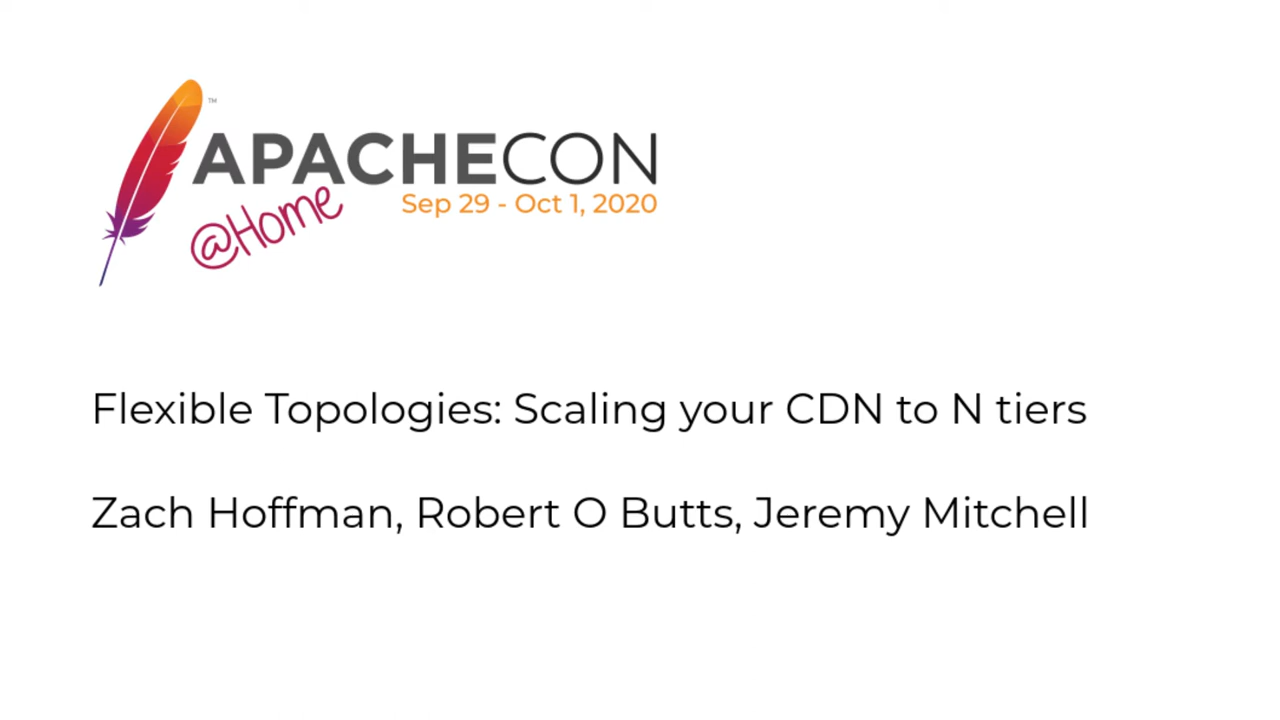 ™
APACHECON
@Home
Sep 29 - Oct 1, 2020
Flexible Topologies: Scaling your CDN to N tiers
Zach Hoffman, Robert O Butts, Jeremy Mitchell